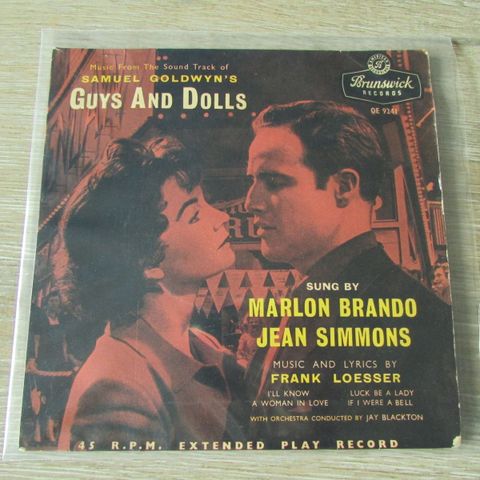 Music From The Sound Track of
SAMUEL GOLDWYN'S
GUYS AND DOLLS
Brunswick
RECORDS
OE 9241
SUNG BY
MARLON BRANDO
JEAN SIMMONS
MUSIC AND LYRICS BY
FRANK LOESSER
I'LL KNOW
LUCK BE A LADY
A WOMAN IN LOVE
IF I WERE A BELL
WITH ORCHESTRA CONDUCTED BY JAY BLACKTON
45 R.P.M. EXTENDED PLAY RECORD